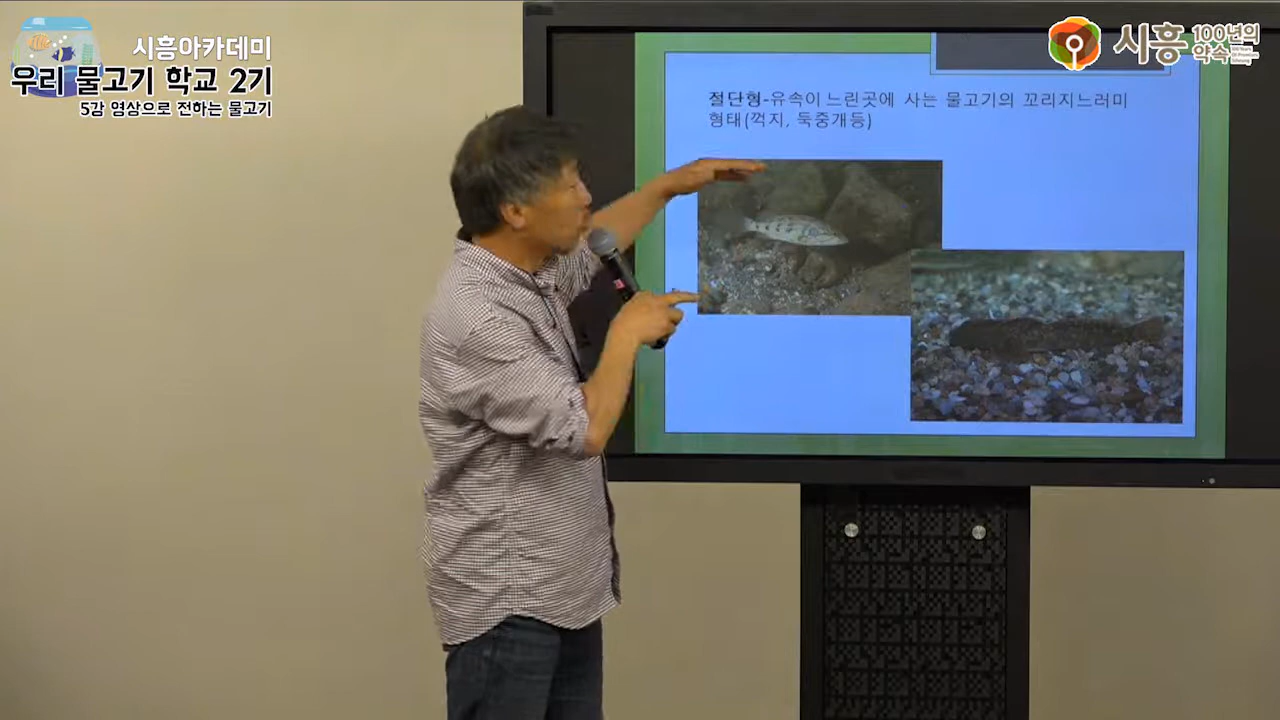 시흥아카데미
우리 물고기 학교 2기
5강 영상으로 전하는 물고기
시흥 100년의 약속
절단형-유속이 느린곳에 사는 물고기의 꼬리지느러미
형태(꺽지, 둑중개등)